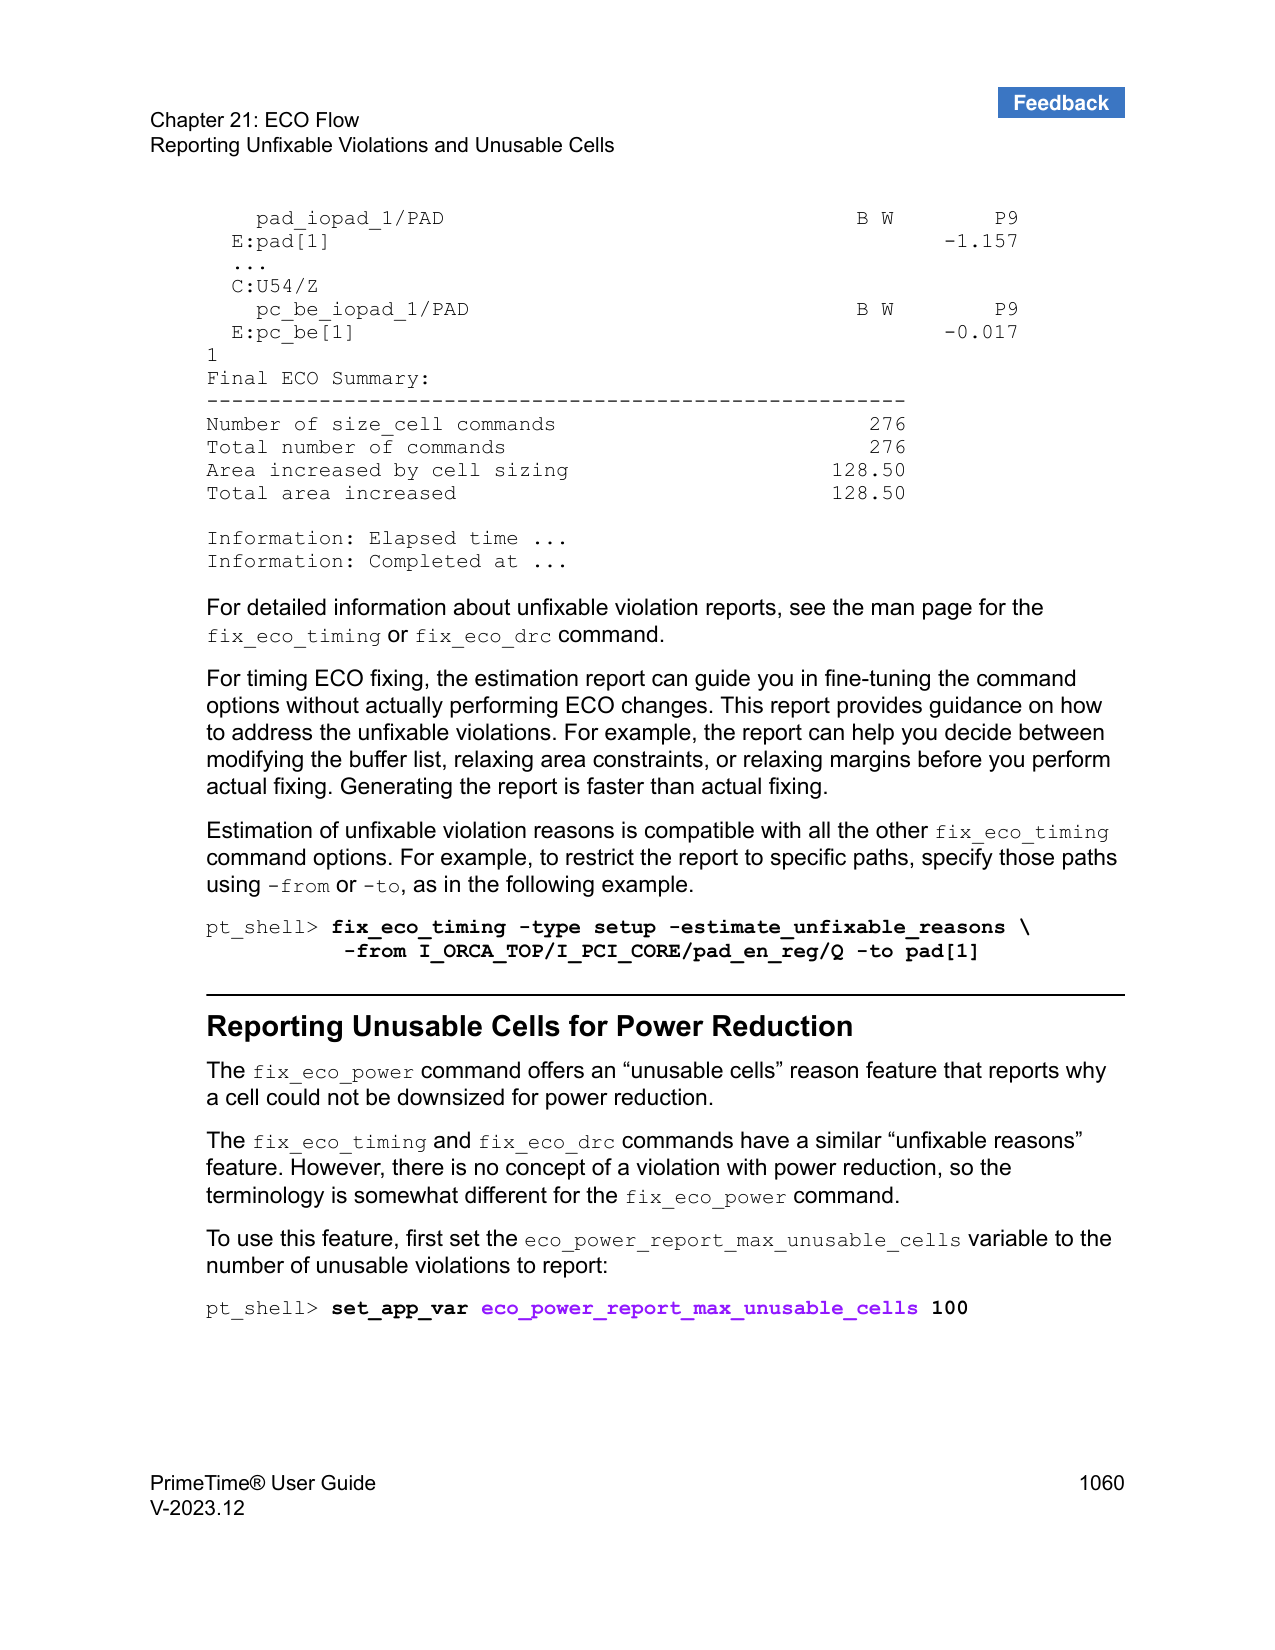 Feedback
Chapter 21: ECO Flow
Reporting Unfixable Violations and Unusable Cells
    pad_iopad_1/PAD                                 B W        P9
  E:pad[1]                                                 -1.157
  ...
  C:U54/Z
    pc_be_iopad_1/PAD                               B W        P9
  E:pc_be[1]                                               -0.017
1
Final ECO Summary:
--------------------------------------------------------
Number of size_cell commands                         276
Total number of commands                             276
Area increased by cell sizing                     128.50
Total area increased                              128.50
Information: Elapsed time ...
Information: Completed at ...
For detailed information about unfixable violation reports, see the man page for the
fix_eco_timing or fix_eco_drc command.
For timing ECO fixing, the estimation report can guide you in fine-tuning the command
options without actually performing ECO changes. This report provides guidance on how
to address the unfixable violations. For example, the report can help you decide between
modifying the buffer list, relaxing area constraints, or relaxing margins before you perform
actual fixing. Generating the report is faster than actual fixing.
Estimation of unfixable violation reasons is compatible with all the other fix_eco_timing
command options. For example, to restrict the report to specific paths, specify those paths
using -from or -to, as in the following example.
pt_shell> fix_eco_timing -type setup -estimate_unfixable_reasons \
           -from I_ORCA_TOP/I_PCI_CORE/pad_en_reg/Q -to pad[1]
Reporting Unusable Cells for Power Reduction
The fix_eco_power command offers an “unusable cells” reason feature that reports why
a cell could not be downsized for power reduction.
The fix_eco_timing and fix_eco_drc commands have a similar “unfixable reasons”
feature. However, there is no concept of a violation with power reduction, so the
terminology is somewhat different for the fix_eco_power command.
To use this feature, first set the eco_power_report_max_unusable_cells variable to the
number of unusable violations to report:
pt_shell> set_app_var eco_power_report_max_unusable_cells 100
PrimeTime® User Guide 1060
V-2023.12